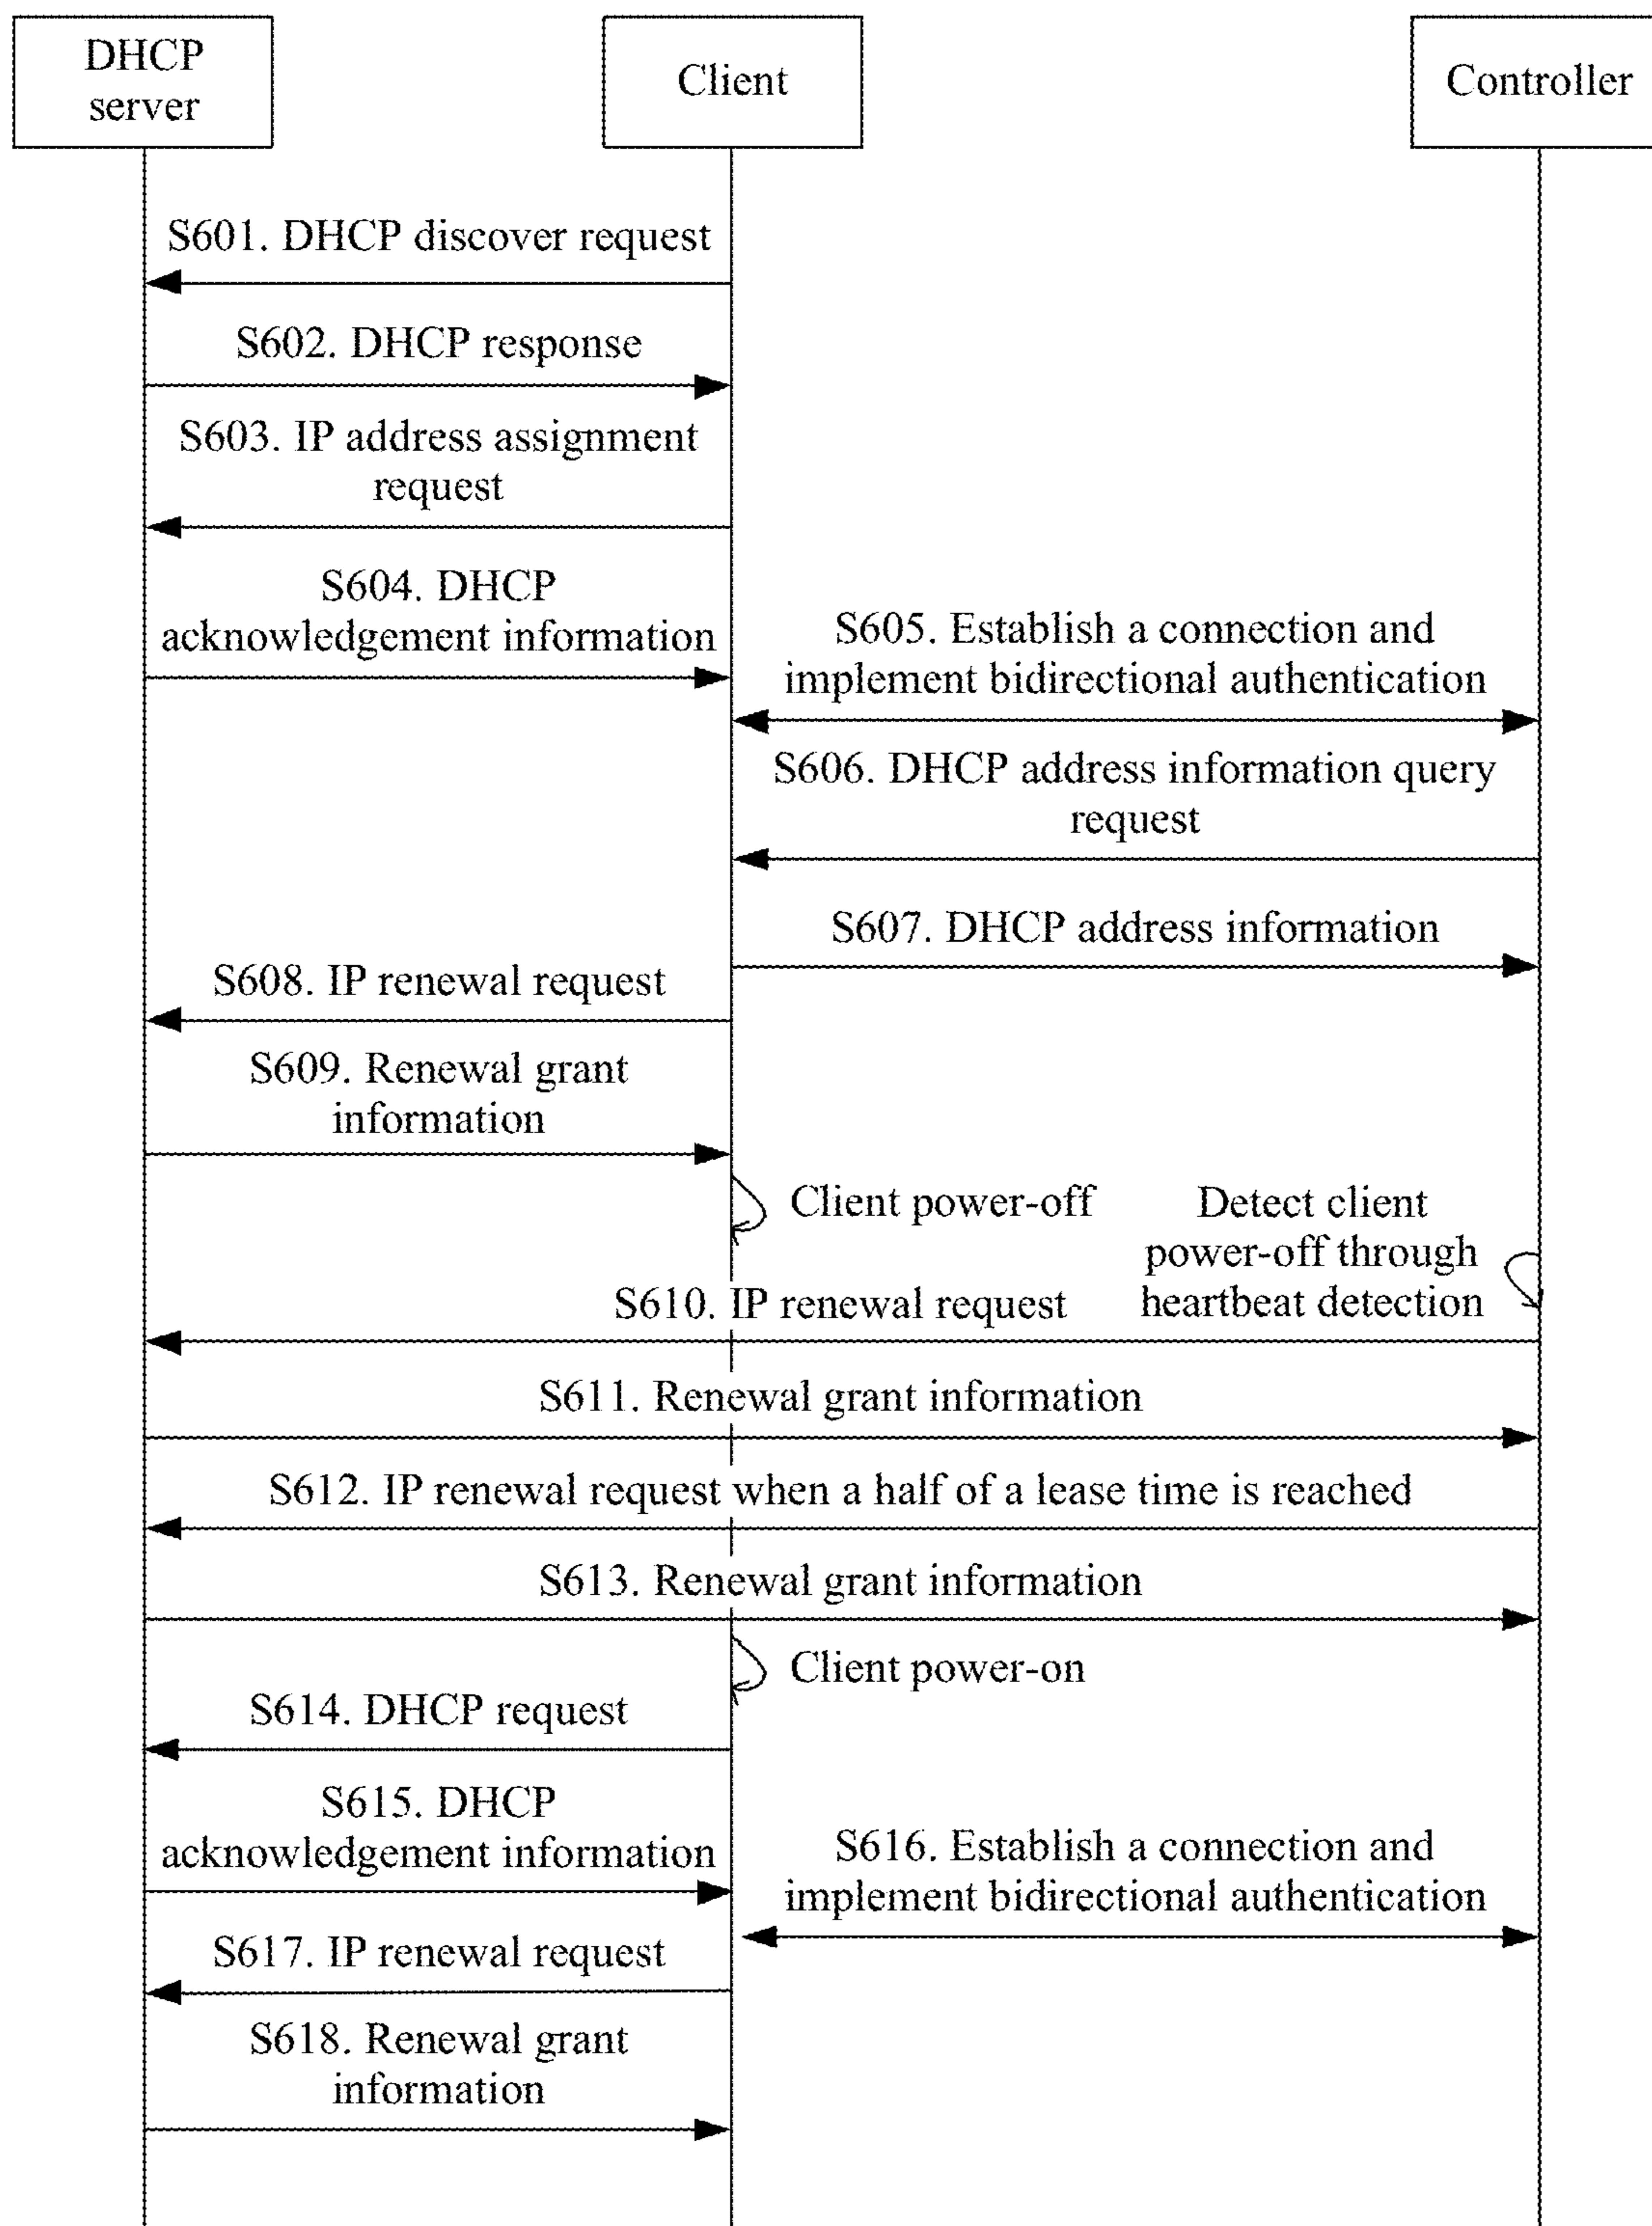 DHCP
server
Client
Controller
S601. DHCP discover request
S602. DHCP response
S603. IP address assignment
request
S604. DHCP
acknowledgement information
S605. Establish a connection and
implement bidirectional authentication
S606. DHCP address information query
request
S607. DHCP address information
S608. IP renewal request
S609. Renewal grant
information
Client power-off
Detect client
power-off through
heartbeat detection
S610. IP renewal request
S611. Renewal grant information
S612. IP renewal request when a half of a lease time is reached
S613. Renewal grant information
Client power-on
S614. DHCP request
S615. DHCP
acknowledgement information
S616. Establish a connection and
implement bidirectional authentication
S617. IP renewal request
S618. Renewal grant
information